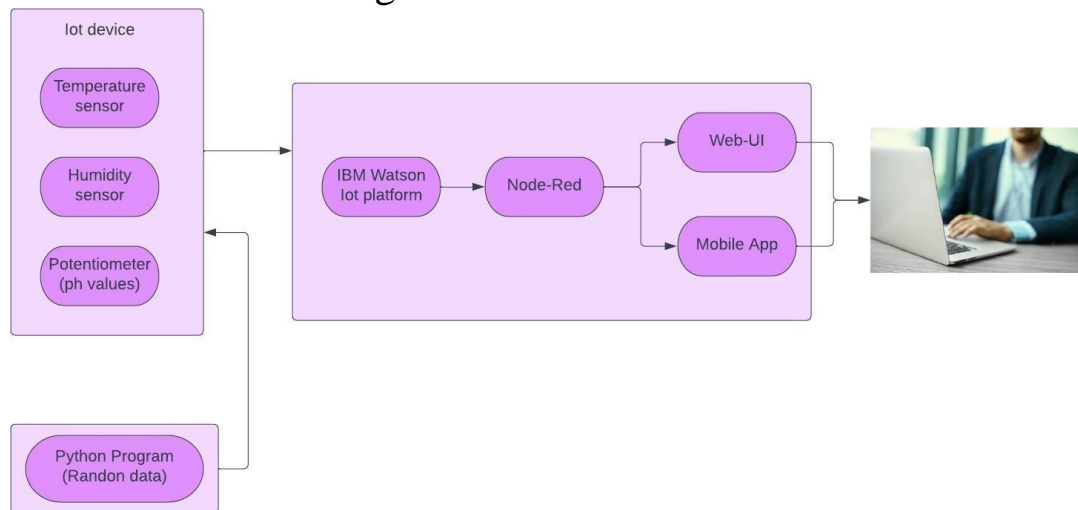 Iot device
Temperature
sensor
Humidity
sensor
Potentiometer
(ph values)
IBM Watson
Iot platform
Node-Red
Web-UI
Mobile App
Python Program
(Randon data)